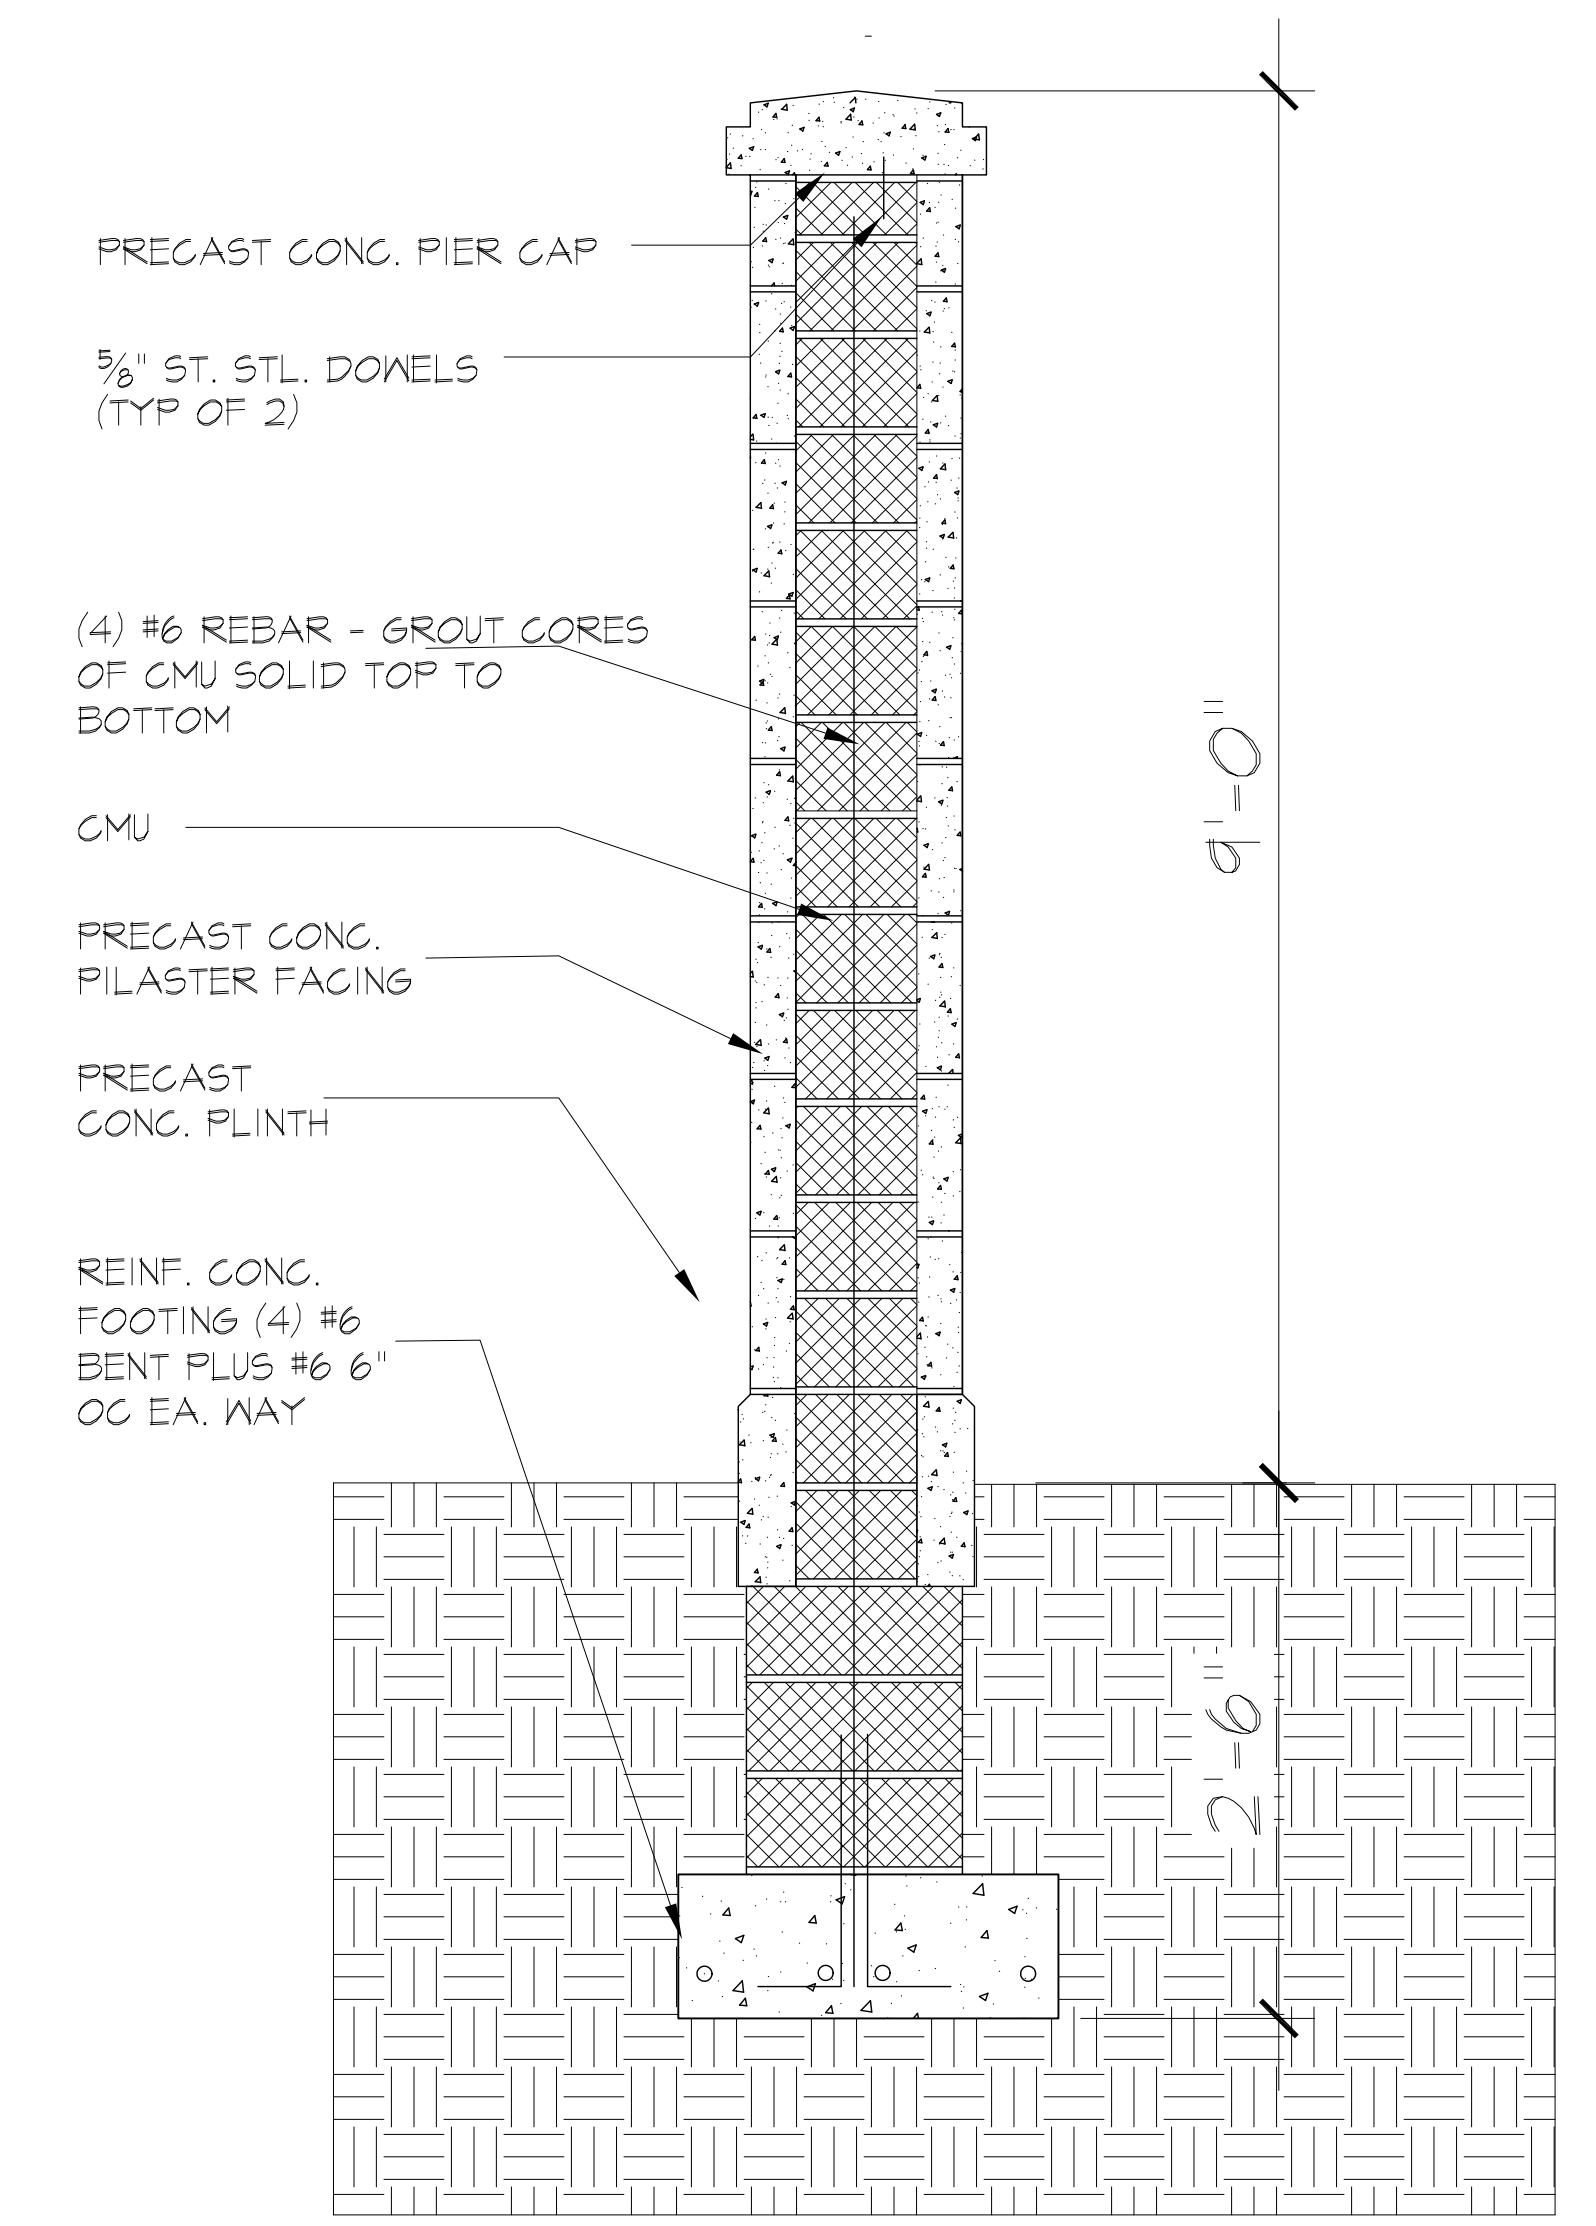 PRECAST CONC. PIER CAP
⅝" ST. STL. DOWELS
(TYP OF 2)
(4) #6 REBAR - GROUT CORES
OF CMU SOLID TOP TO
BOTTOM
CMU
PRECAST CONC.
PILASTER FACING
PRECAST
CONC. PLINTH
REINF. CONC.
FOOTING (4) #6
BENT PLUS #6 6"
OC EA. WAY
9'-0"
2'-6"